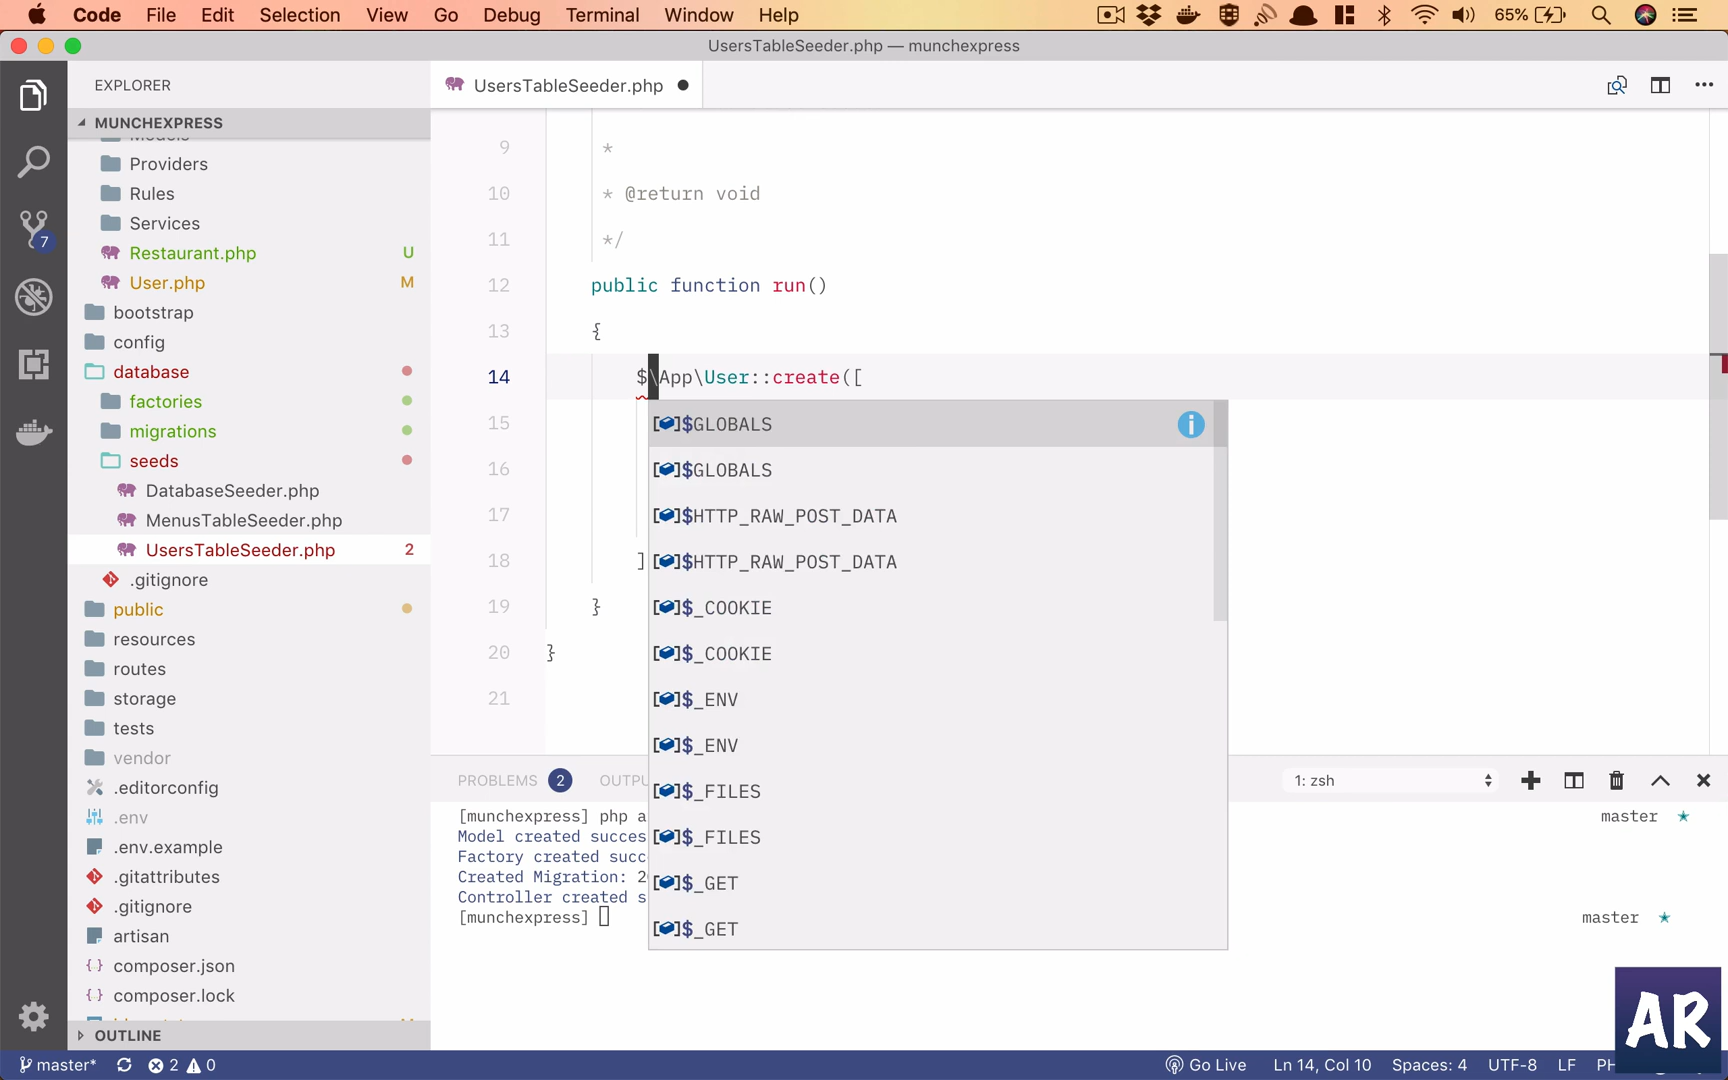 Code File Edit Selection View Go Debug Terminal Window Help 65%
UsersTableSeeder.php — munchexpress
EXPLORER
UsersTableSeeder.php
MUNCHEXPRESS
Models
Providers
Rules
Services
Restaurant.php U
User.php M
bootstrap
config
database
factories
migrations
seeds
DatabaseSeeder.php
MenusTableSeeder.php
UsersTableSeeder.php 2
.gitignore
public
resources
routes
storage
tests
vendor
.editorconfig
.env
.env.example
.gitattributes
.gitignore
artisan
composer.json
composer.lock
OUTLINE
7
9 *
10 * @return void
11 */
12 public function run()
13 {
14 $\App\User::create([
15
16
17
18 ]
19 }
20 }
21
$GLOBALS
$GLOBALS
$HTTP_RAW_POST_DATA
$HTTP_RAW_POST_DATA
$_COOKIE
$_COOKIE
$_ENV
$_ENV
$_FILES
$_FILES
$_GET
$_GET
PROBLEMS 2 OUTPU 1: zsh
[munchexpress] php a master
Model created succes
Factory created succ
Created Migration: 2
Controller created s
[munchexpress] master
AR
master* 2 0 Go Live Ln 14, Col 10 Spaces: 4 UTF-8 LF PH